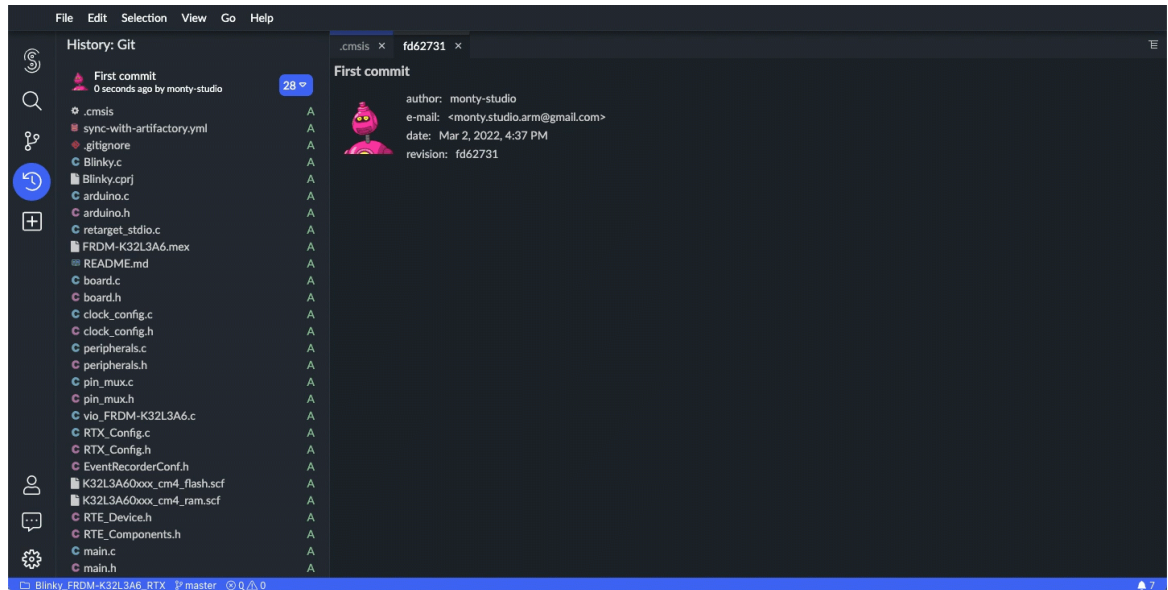 File Edit Selection View Go Help
History: Git
First commit
0 seconds ago by monty-studio
28
.cmsis A
sync-with-artifactory.yml A
.gitignore A
Blinky.c A
Blinky.cprj A
arduino.c A
arduino.h A
retarget_stdio.c A
FRDM-K32L3A6.mex A
README.md A
board.c A
board.h A
clock_config.c A
clock_config.h A
peripherals.c A
peripherals.h A
pin_mux.c A
pin_mux.h A
vio_FRDM-K32L3A6.c A
RTX_Config.c A
RTX_Config.h A
EventRecorderConf.h A
K32L3A60xxx_cm4_flash.scf A
K32L3A60xxx_cm4_ram.scf A
RTE_Device.h A
RTE_Components.h A
main.c A
main.h A
.cmsis × fd62731 ×
First commit
author: monty-studio
e-mail: <monty.studio.arm@gmail.com>
date: Mar 2, 2022, 4:37 PM
revision: fd62731
Blinky_FRDM-K32L3A6_RTX master 0 0 7